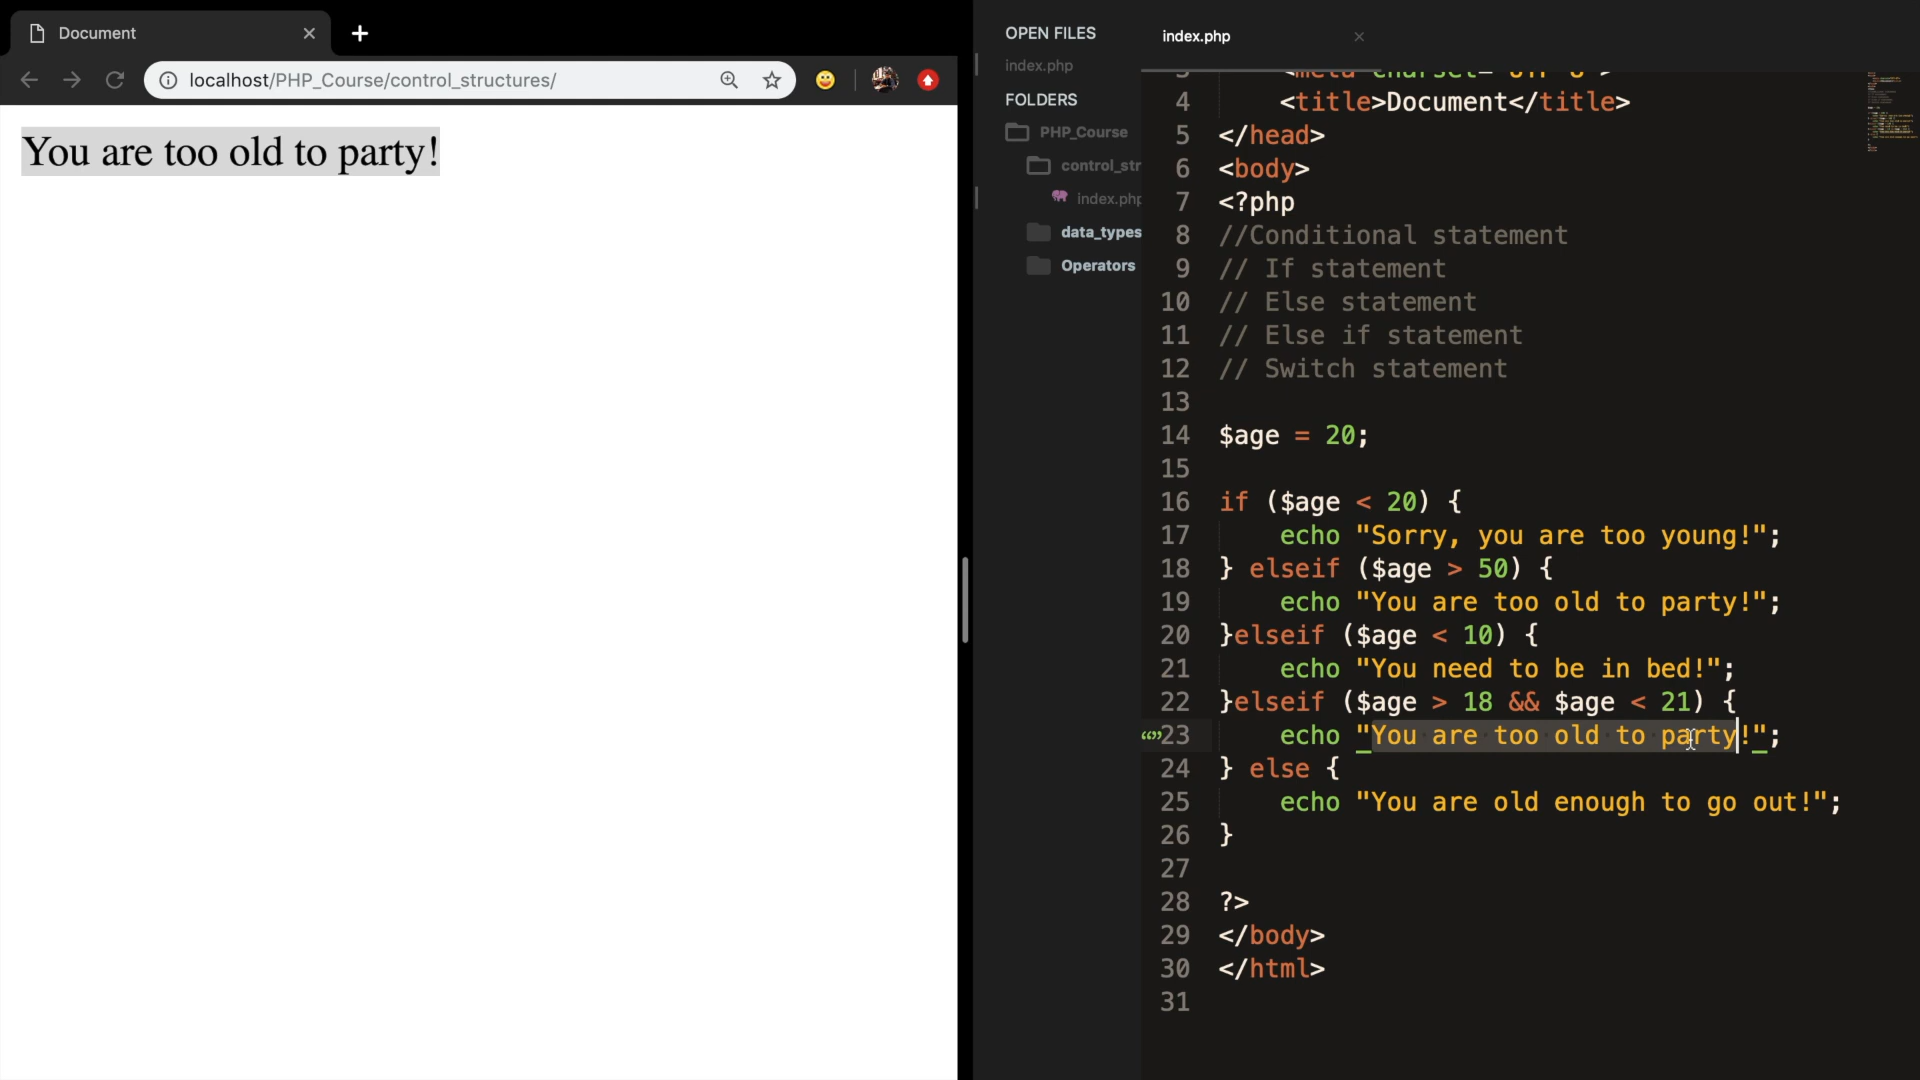 Document
localhost/PHP_Course/control_structures/
You are too old to party!
OPEN FILES
index.php
FOLDERS
PHP_Course
control_str
index.php
data_types
Operators
index.php
4 <title>Document</title>
5 </head>
6 <body>
7 <?php
8 //Conditional statement
9 // If statement
10 // Else statement
11 // Else if statement
12 // Switch statement
13
14 $age = 20;
15
16 if ($age < 20) {
17 echo "Sorry, you are too young!";
18 } elseif ($age > 50) {
19 echo "You are too old to party!";
20 }elseif ($age < 10) {
21 echo "You need to be in bed!";
22 }elseif ($age > 18 && $age < 21) {
23 echo "You are too old to party!";
24 } else {
25 echo "You are old enough to go out!";
26 }
27
28 ?>
29 </body>
30 </html>
31